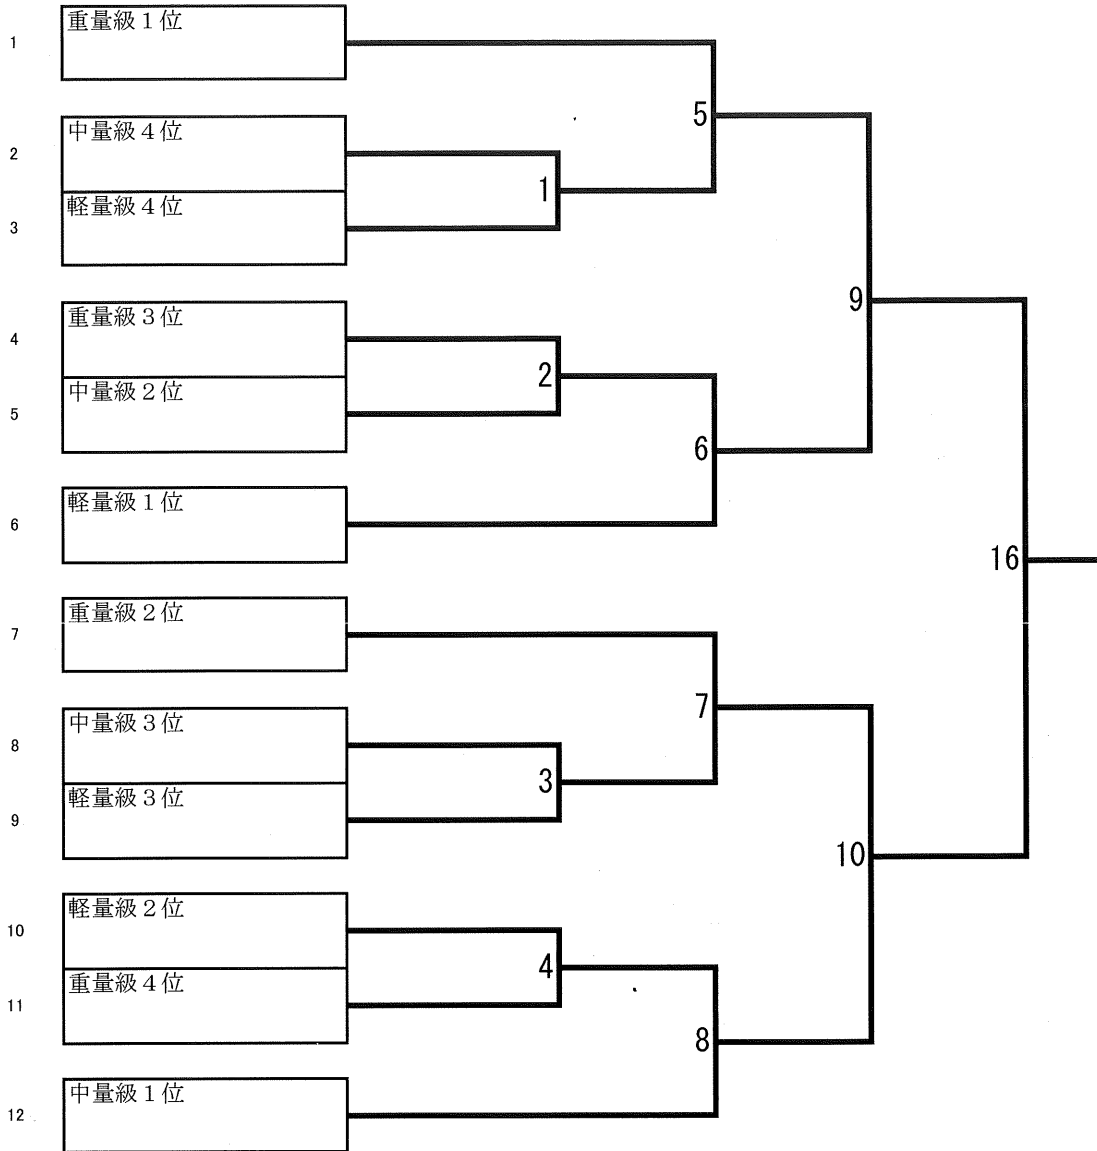 1 重量級１位
2 中量級４位
3 軽量級４位
4 重量級３位
5 中量級２位
6 軽量級１位
7 重量級２位
8 中量級３位
9 軽量級３位
10 軽量級２位
11 重量級４位
12 中量級１位
1
2
3
4
5
6
7
8
9
10
16